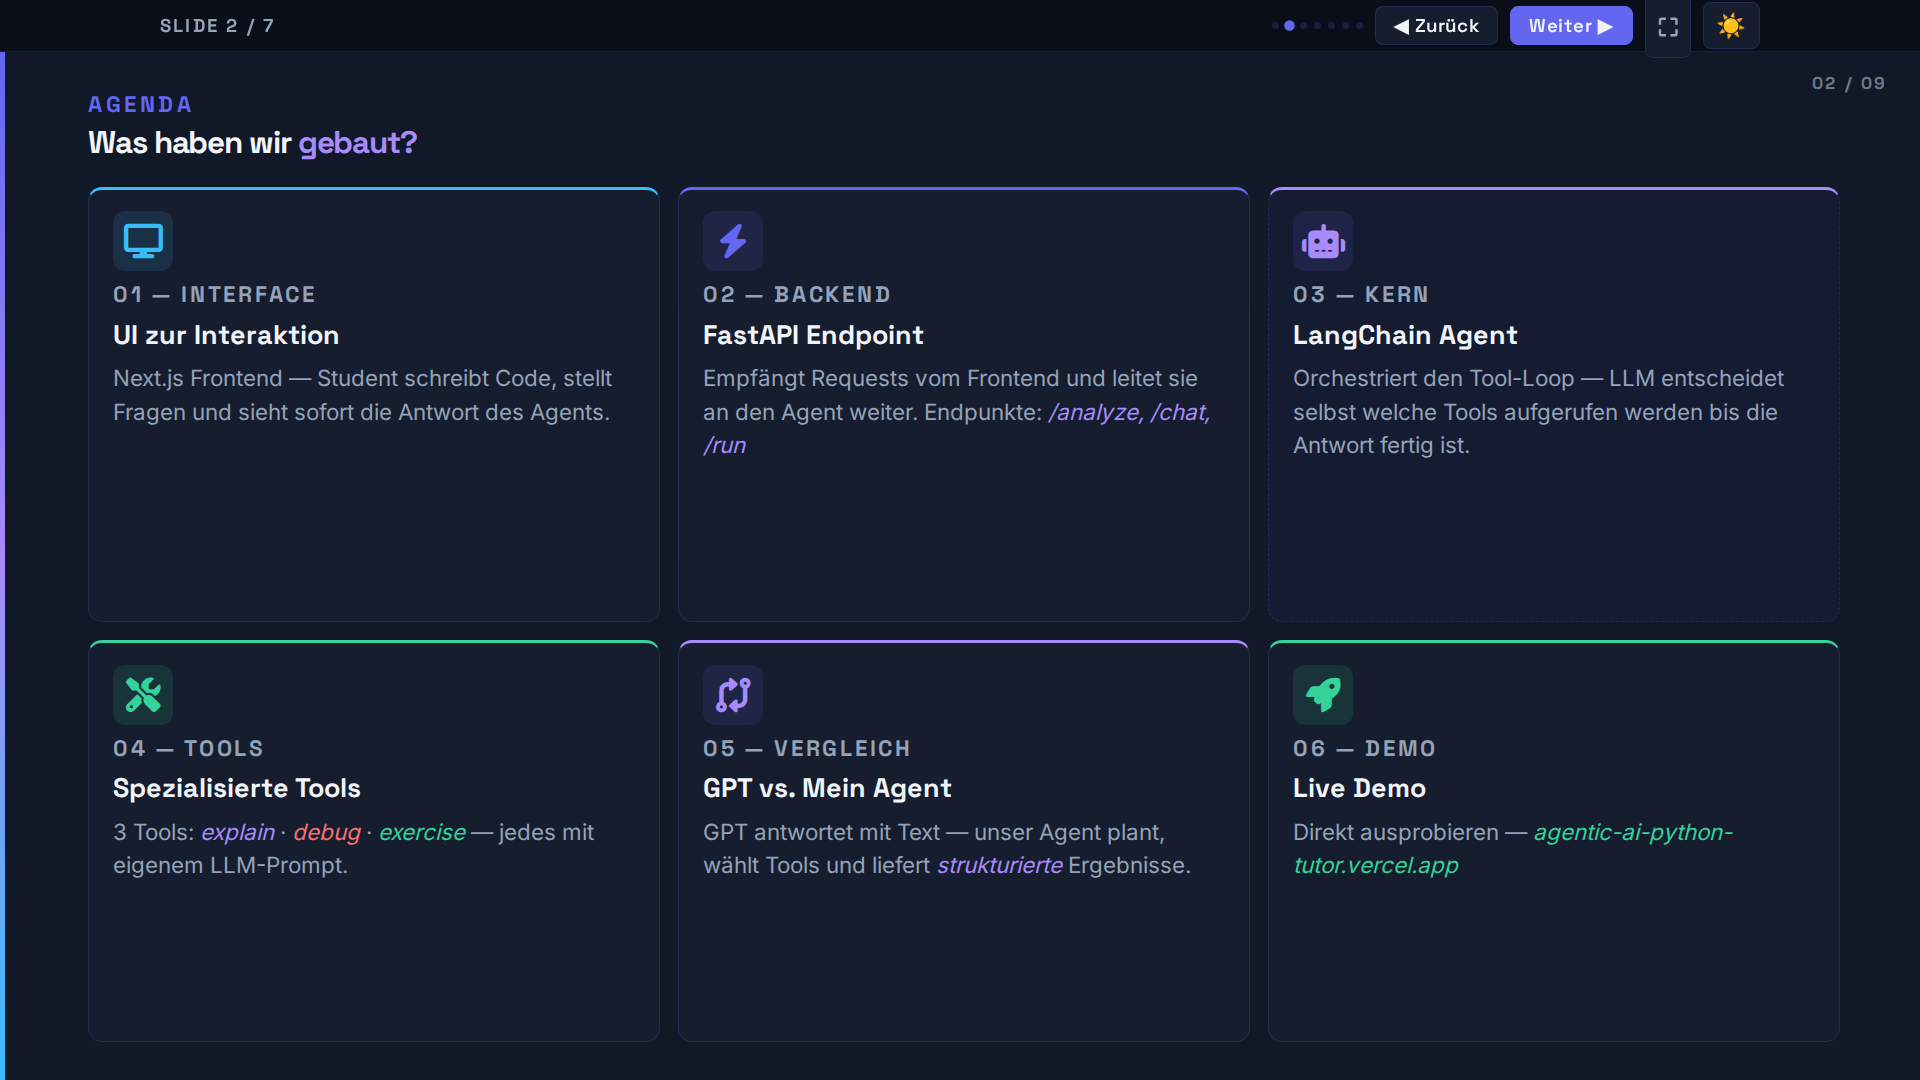 SLIDE 2 / 7
◀ Zurück
Weiter ▶
02 / 09
AGENDA
Was haben wir gebaut?
01 — INTERFACE
UI zur Interaktion
Next.js Frontend — Student schreibt Code, stellt
Fragen und sieht sofort die Antwort des Agents.
02 — BACKEND
FastAPI Endpoint
Empfängt Requests vom Frontend und leitet sie
an den Agent weiter. Endpunkte: /analyze, /chat,
/run
03 — KERN
LangChain Agent
Orchestriert den Tool-Loop — LLM entscheidet
selbst welche Tools aufgerufen werden bis die
Antwort fertig ist.
04 — TOOLS
Spezialisierte Tools
3 Tools: explain · debug · exercise — jedes mit
eigenem LLM-Prompt.
05 — VERGLEICH
GPT vs. Mein Agent
GPT antwortet mit Text — unser Agent plant,
wählt Tools und liefert strukturierte Ergebnisse.
06 — DEMO
Live Demo
Direkt ausprobieren — agentic-ai-python-
tutor.vercel.app